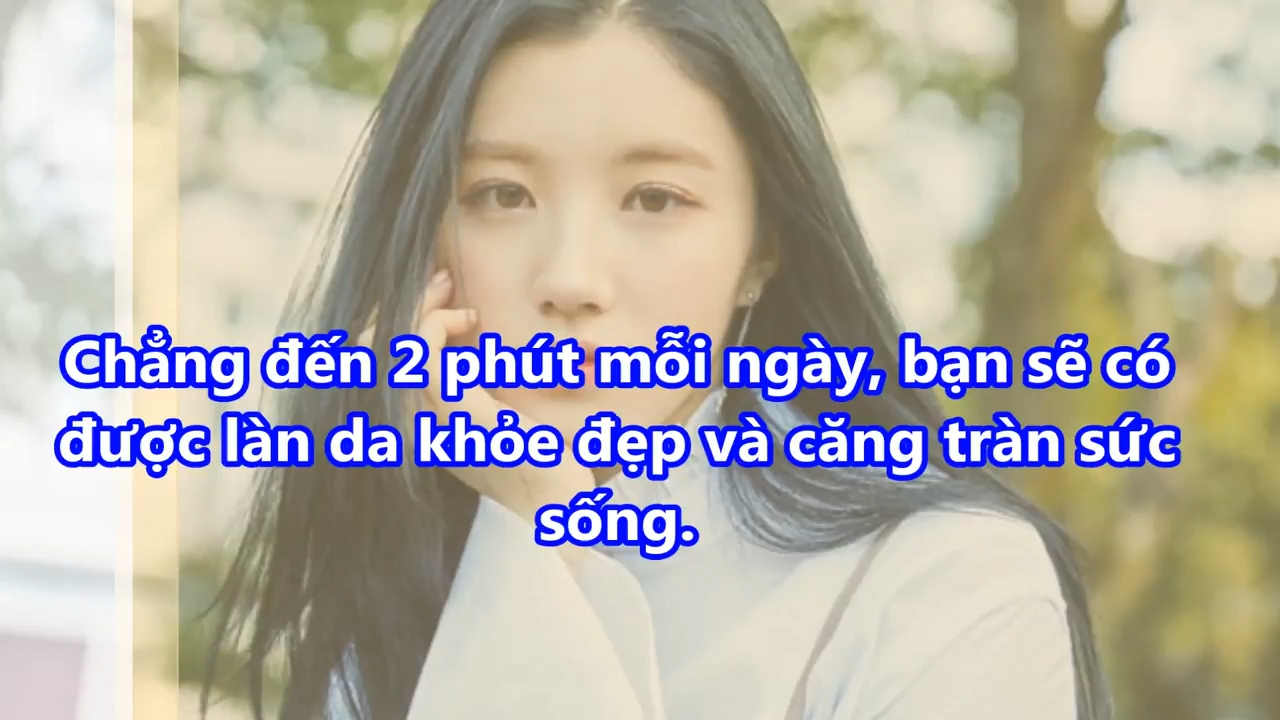 Chẳng đến 2 phút mỗi ngày, bạn sẽ có
được làn da khỏe đẹp và căng tràn sức
sống.